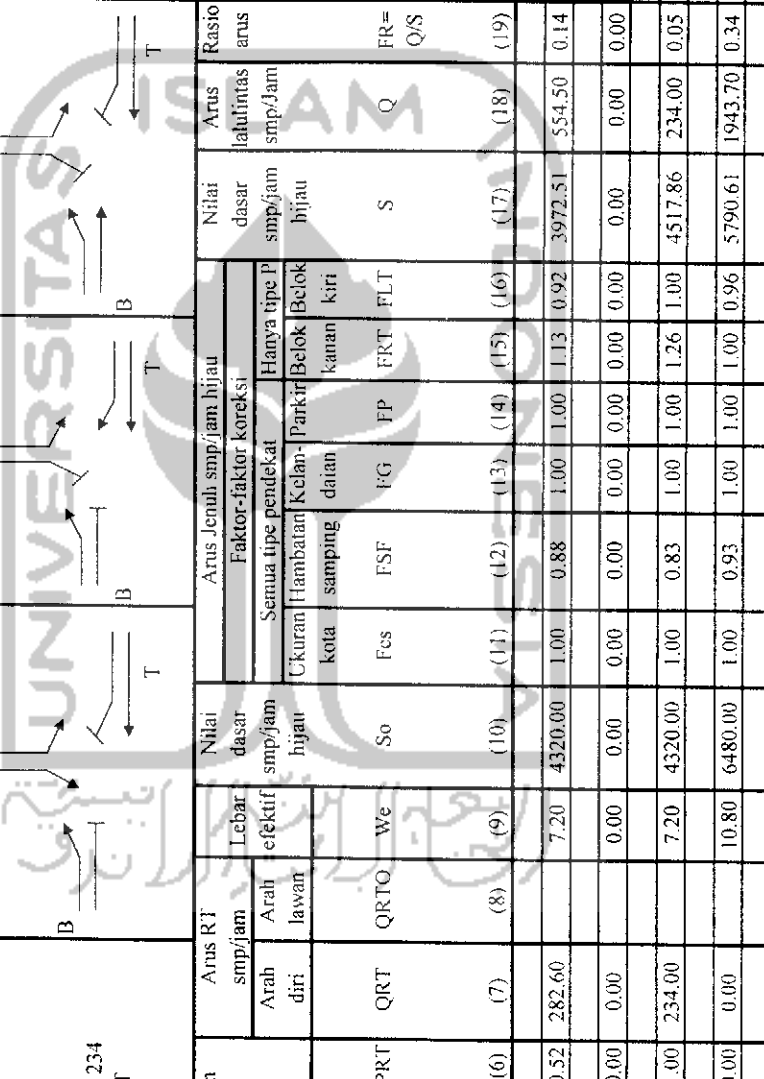 234
T
B
T
B
T
B
T
n
Arus RT
smp/jam
Lebar
efektif
Nilai
dasar
smp/jam
hijau
Arus Jenuh smp/jam hijau
Faktor-faktor koreksi
Semua tipe pendekat
Hanya tipe P
Nilai
dasar
smp/jam
hijau
Arus
lalulintas
smp/Jam
Rasio
arus
Arah
diri
Arah
lawan
Ukuran
kota
Hambatan
samping
Kelan-
daian
Parkir
Belok
kanan
Belok
kiri
PRT QRT QRTO We So Fcs FSF FG FP FRT FLT S Q FR=
Q/S
(6) (7) (8) (9) (10) (11) (12) (13) (14) (15) (16) (17) (18) (19)
0.52 282.60 7.20 4320.00 1.00 0.88 1.00 1.00 1.13 0.92 3972.51 554.50 0.14
0.00 0.00 0.00 0.00 0.00 0.00 0.00 0.00 0.00 0.00 0.00 0.00 0.00
.00 234.00 7.20 4320.00 1.00 0.83 1.00 1.00 1.26 1.00 4517.86 234.00 0.05
0.00 0.00 10.80 6480.00 1.00 0.93 1.00 1.00 1.00 0.96 5790.61 1943.70 0.34
UNIVERSITAS
ISLAM
INDONESIA